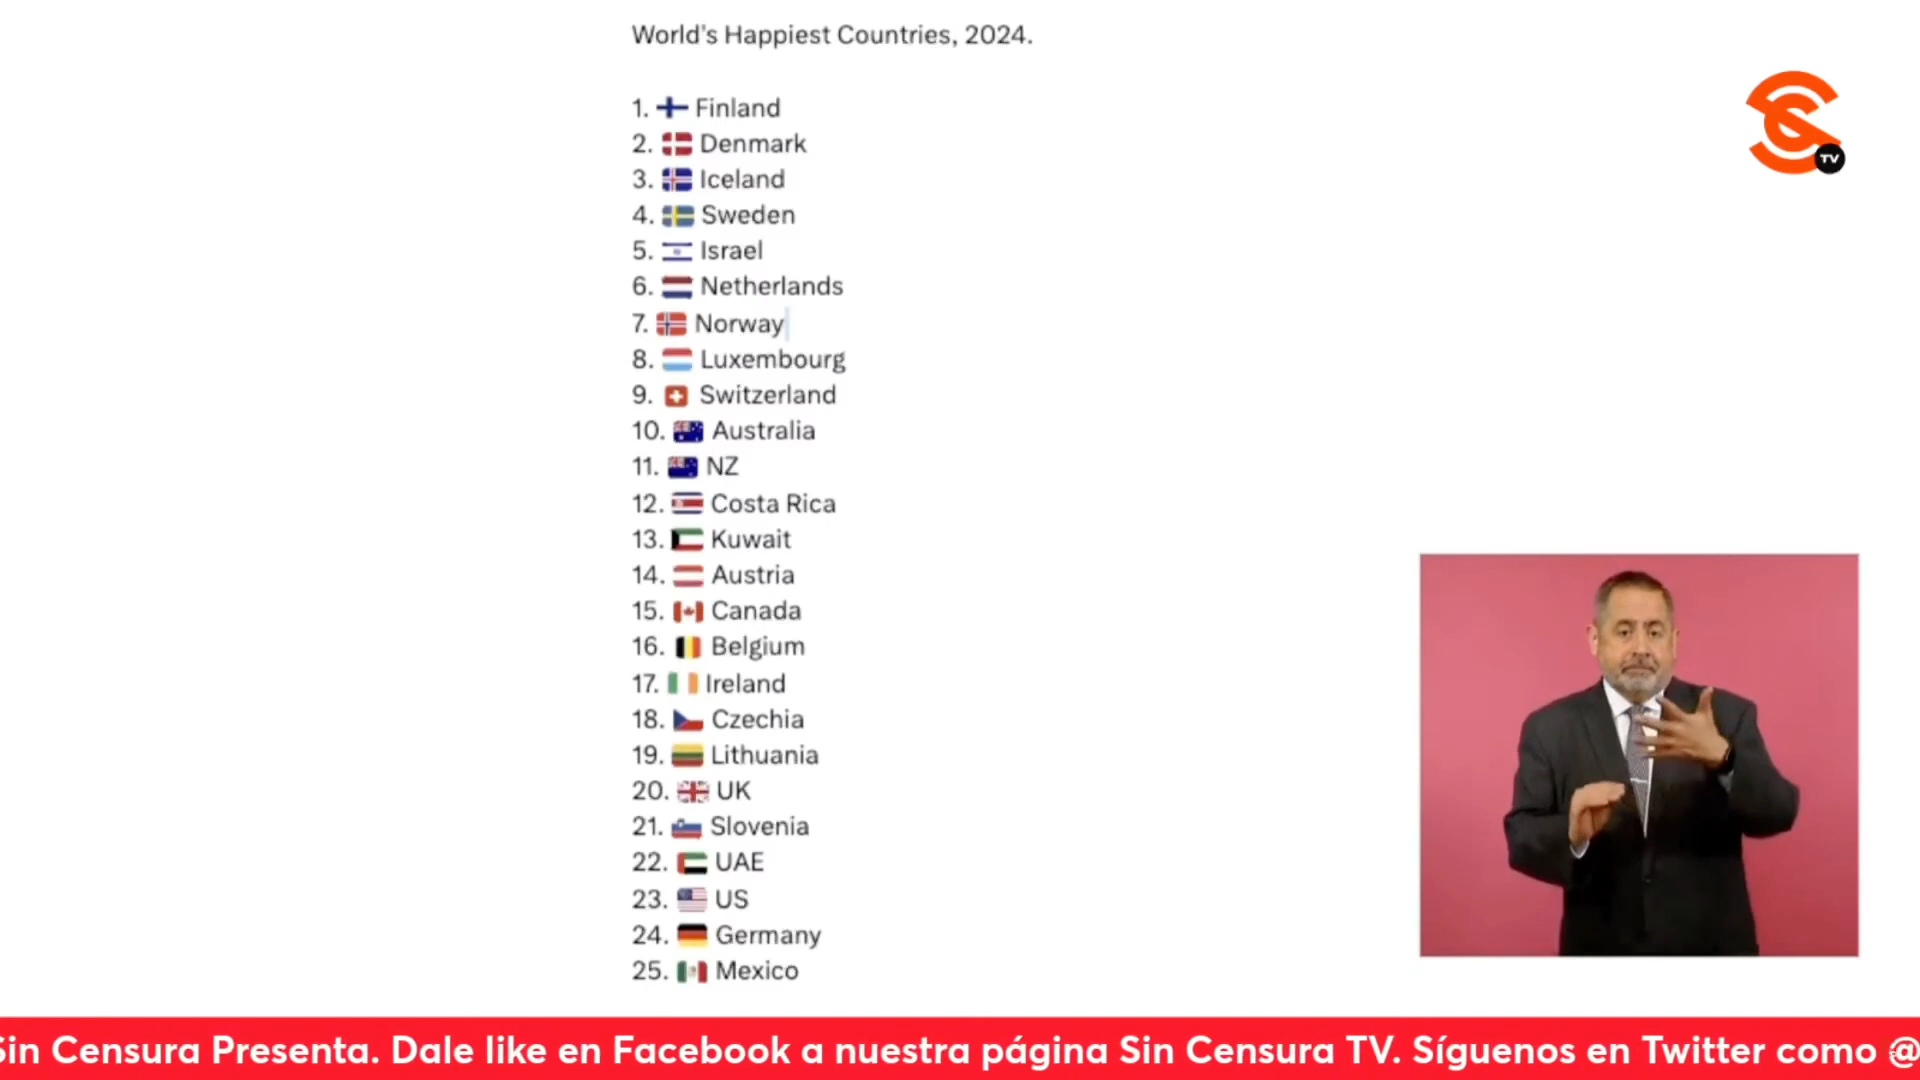 World's Happiest Countries, 2024.
1. Finland
2. Denmark
3. Iceland
4. Sweden
5. Israel
6. Netherlands
7. Norway
8. Luxembourg
9. Switzerland
10. Australia
11. NZ
12. Costa Rica
13. Kuwait
14. Austria
15. Canada
16. Belgium
17. Ireland
18. Czechia
19. Lithuania
20. UK
21. Slovenia
22. UAE
23. US
24. Germany
25. Mexico
TV
Sin Censura Presenta. Dale like en Facebook a nuestra página Sin Censura TV. Síguenos en Twitter como @